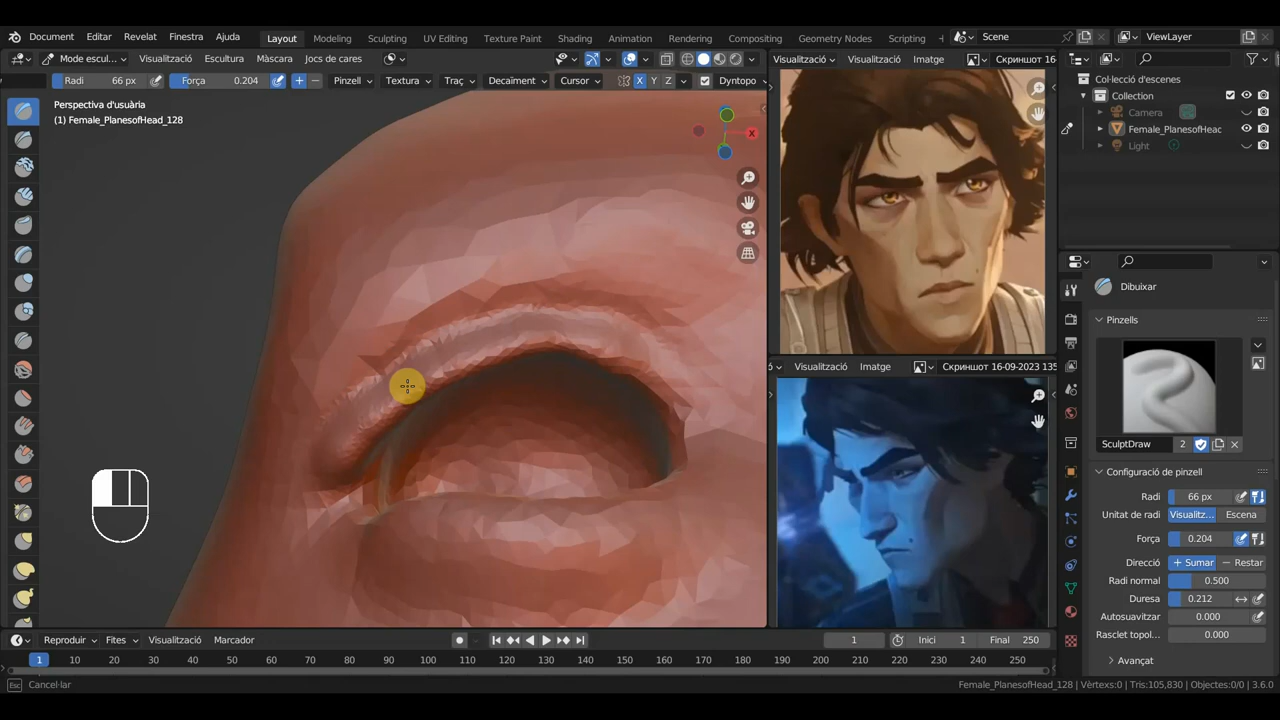 Document Editar Revelat Finestra Ajuda Layout Modeling Sculpting UV Editing Texture Paint Shading Animation Rendering Compositing Geometry Nodes Scripting Scene ViewLayer
Mode escul... Visualització Escultura Màscara Jocs de cares
Visualització Visualització Imatge Скриншот 16
Radi 66 px Força 0.204 Pinzell Textura Traç Decaïment Cursor X Y Z Dyntopo
Col·lecció d'escenes
Collection
Camera
Female_PlanesofHeac
Light
Perspectiva d'usuària
(1) Female_PlanesofHead_128
X
Visualització Imatge Скриншот 16-09-2023 135
Dibuixar
Pinzells
SculptDraw 2
Configuració de pinzell
Radi 66 px
Unitat de radi Visualitz... Escena
Força 0.204
Direcció + Sumar − Restar
Radi normal 0.500
Duresa 0.212
Autosuavitzar 0.000
Rasclet topol... 0.000
Avançat
Reproduir Fites Visualització Marcador 1 Inici 1 Final 250
1 10 20 30 40 50 60 70 80 90 100 110 120 130 140 150 160 170 180 190 200 210 220 230 240 250
Esc Cancel·lar
Female_PlanesofHead_128 | Vèrtexs:0 | Tris:105,830 | Objectes:0/0 | 3.6.0